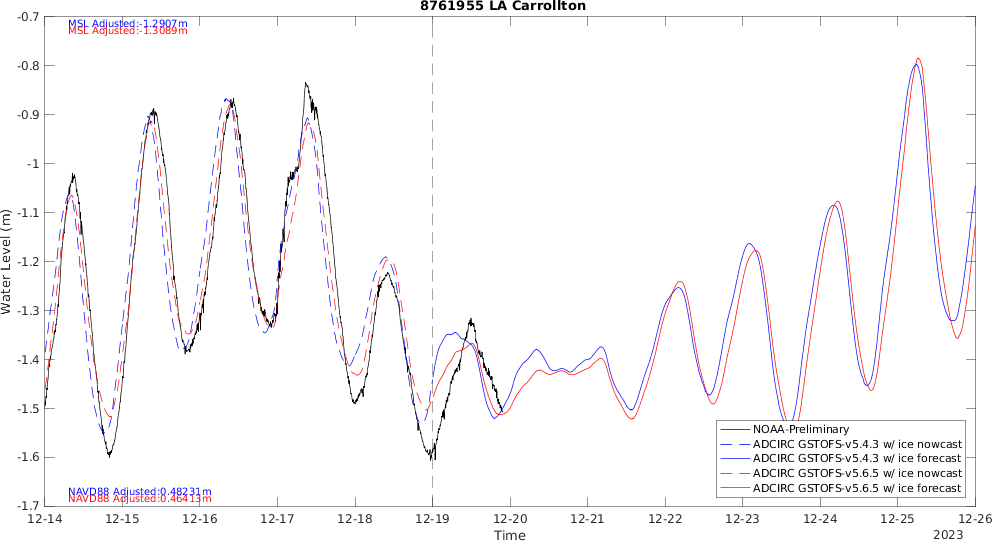 8761955 LA Carrollton
MSL Adjusted:-1.2907m
MSL Adjusted:-1.3089m
-0.7
-0.8
-0.9
-1
-1.1
-1.2
-1.3
-1.4
-1.5
-1.6
-1.7
Water Level (m)
NOAA-Preliminary
ADCIRC GSTOFS-v5.4.3 w/ ice nowcast
ADCIRC GSTOFS-v5.4.3 w/ ice forecast
ADCIRC GSTOFS-v5.6.5 w/ ice nowcast
ADCIRC GSTOFS-v5.6.5 w/ ice forecast
NAVD88 Adjusted:0.48231m
NAVD88 Adjusted:0.46413m
12-14 12-15 12-16 12-17 12-18 12-19 12-20 12-21 12-22 12-23 12-24 12-25 12-26
Time
2023